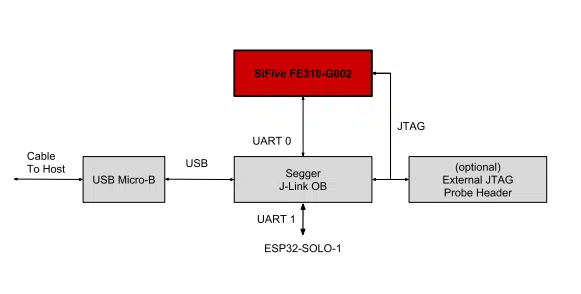 SiFive FE310-G002
UART 0
JTAG
Cable
To Host
USB
USB Micro-B
Segger
J-Link OB
(optional)
External JTAG
Probe Header
UART 1
ESP32-SOLO-1